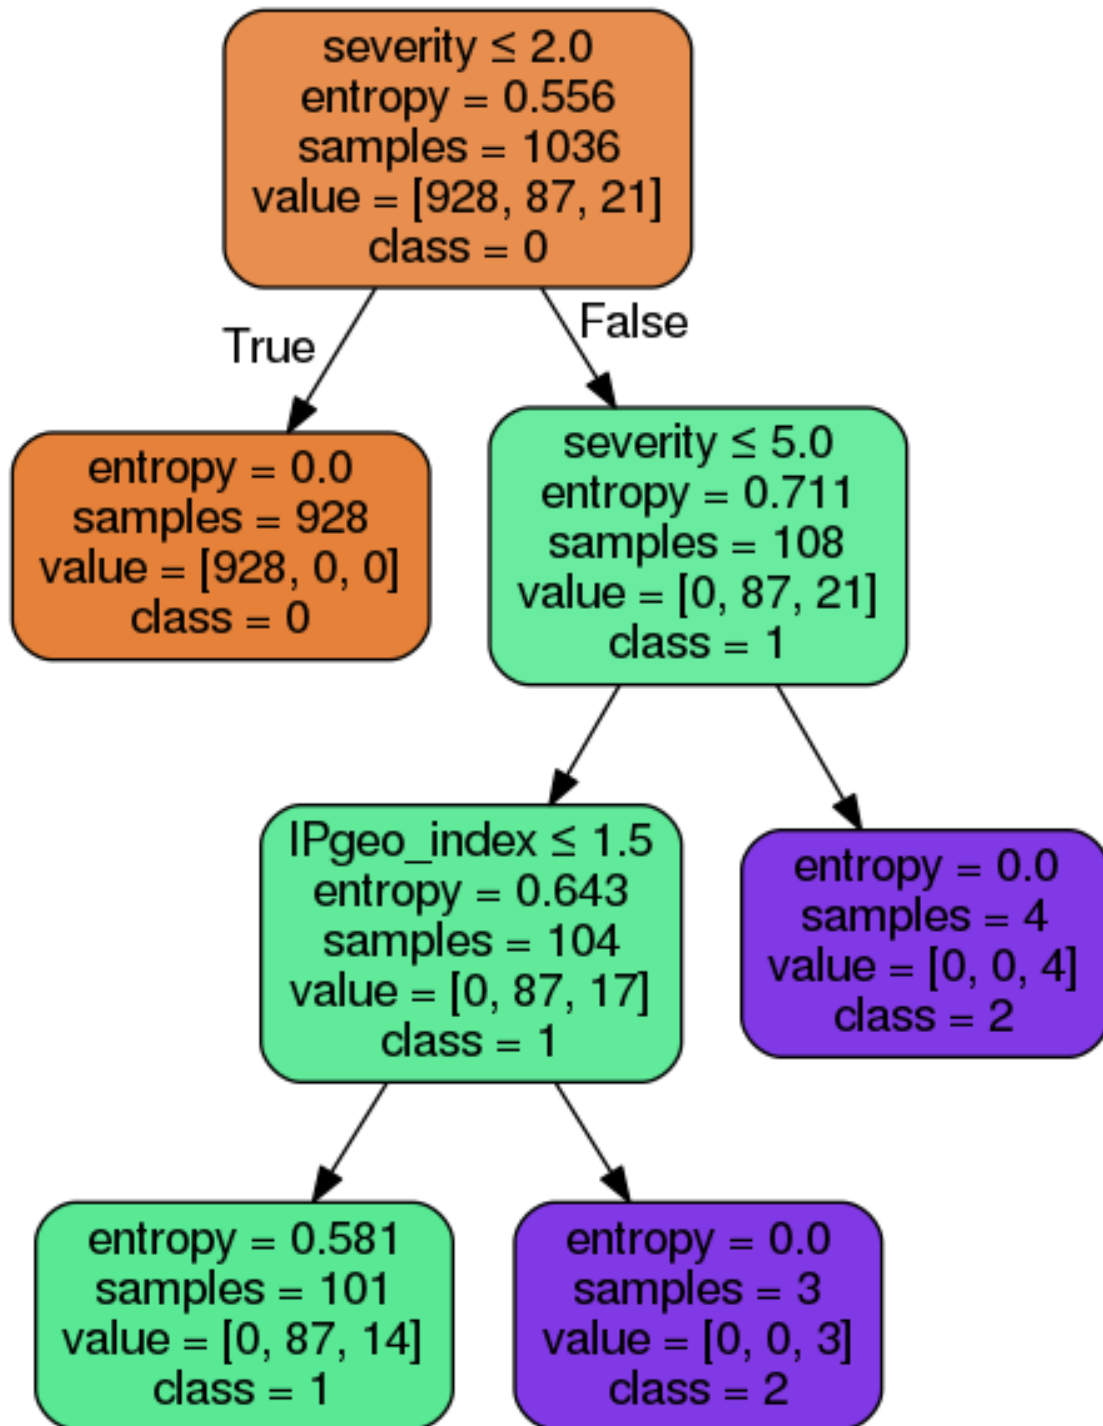 severity ≤ 2.0
entropy = 0.556
samples = 1036
value = [928, 87, 21]
class = 0
True
False
entropy = 0.0
samples = 928
value = [928, 0, 0]
class = 0
severity ≤ 5.0
entropy = 0.711
samples = 108
value = [0, 87, 21]
class = 1
IPgeo_index ≤ 1.5
entropy = 0.643
samples = 104
value = [0, 87, 17]
class = 1
entropy = 0.0
samples = 4
value = [0, 0, 4]
class = 2
entropy = 0.581
samples = 101
value = [0, 87, 14]
class = 1
entropy = 0.0
samples = 3
value = [0, 0, 3]
class = 2